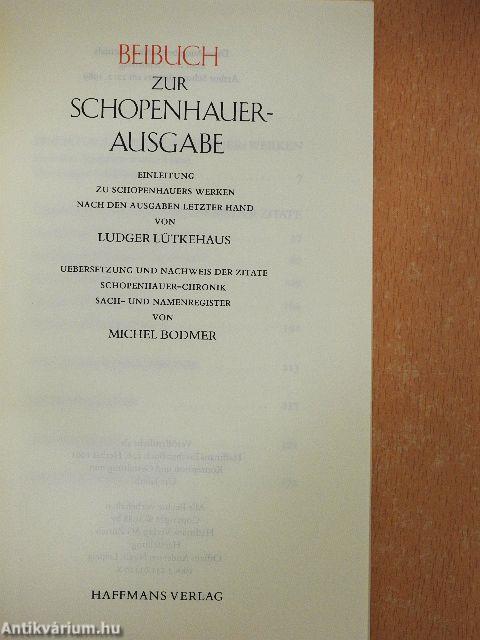 BEIBUCH
ZUR
SCHOPENHAUER-
AUSGABE
EINLEITUNG
ZU SCHOPENHAUERS WERKEN
NACH DEN AUSGABEN LETZTER HAND
VON
LUDGER LÜTKEHAUS
UEBERSETZUNG UND NACHWEIS DER ZITATE
SCHOPENHAUER-CHRONIK
SACH- UND NAMENREGISTER
VON
MICHEL BODMER
HAFFMANS VERLAG
Antikvárium.hu